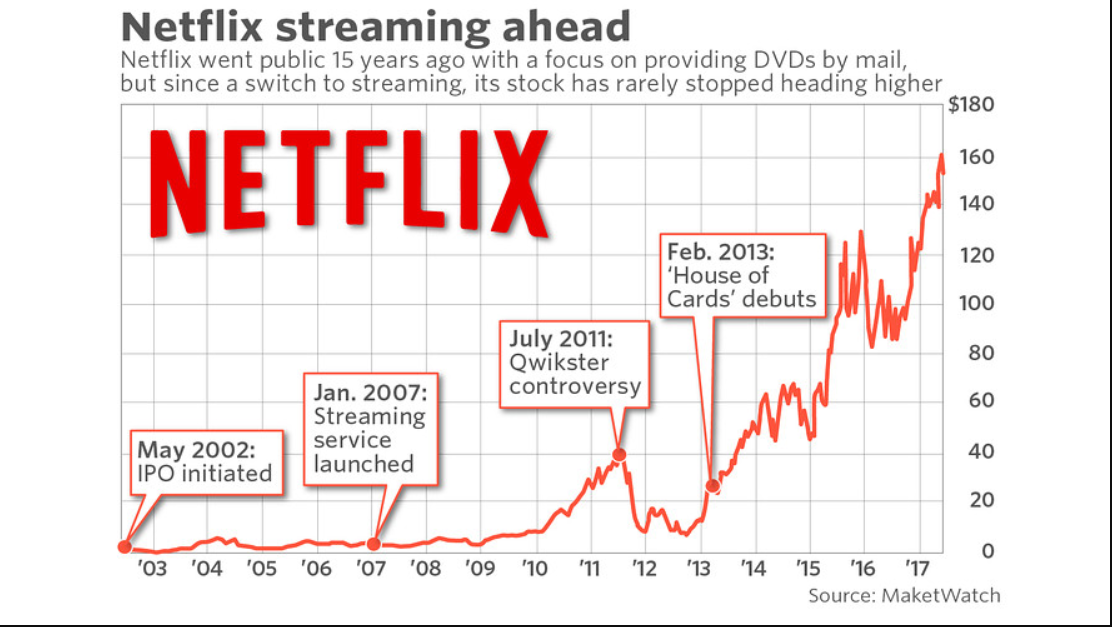 Netflix streaming ahead
Netflix went public 15 years ago with a focus on providing DVDs by mail,
but since a switch to streaming, its stock has rarely stopped heading higher
NETFLIX
$180
160
140
120
100
80
60
40
20
0
May 2002:
IPO initiated
Jan. 2007:
Streaming
service
launched
July 2011:
Qwikster
controversy
Feb. 2013:
‘House of
Cards’ debuts
’03 ’04 ’05 ’06 ’07 ’08 ’09 ’10 ’11 ’12 ’13 ’14 ’15 ’16 ’17
Source: MaketWatch